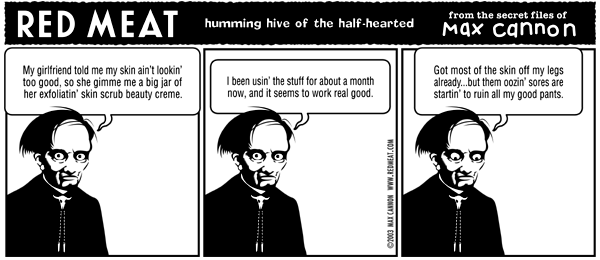 RED MEAT
humming hive of the half-hearted
from the secret files of
Max cannon
My girlfriend told me my skin ain't lookin'
too good, so she gimme me a big jar of
her exfoliatin' skin scrub beauty creme.
I been usin' the stuff for about a month
now, and it seems to work real good.
Got most of the skin off my legs
already...but them oozin' sores are
startin' to ruin all my good pants.
©2003 MAX CANNON WWW.REDMEAT.COM